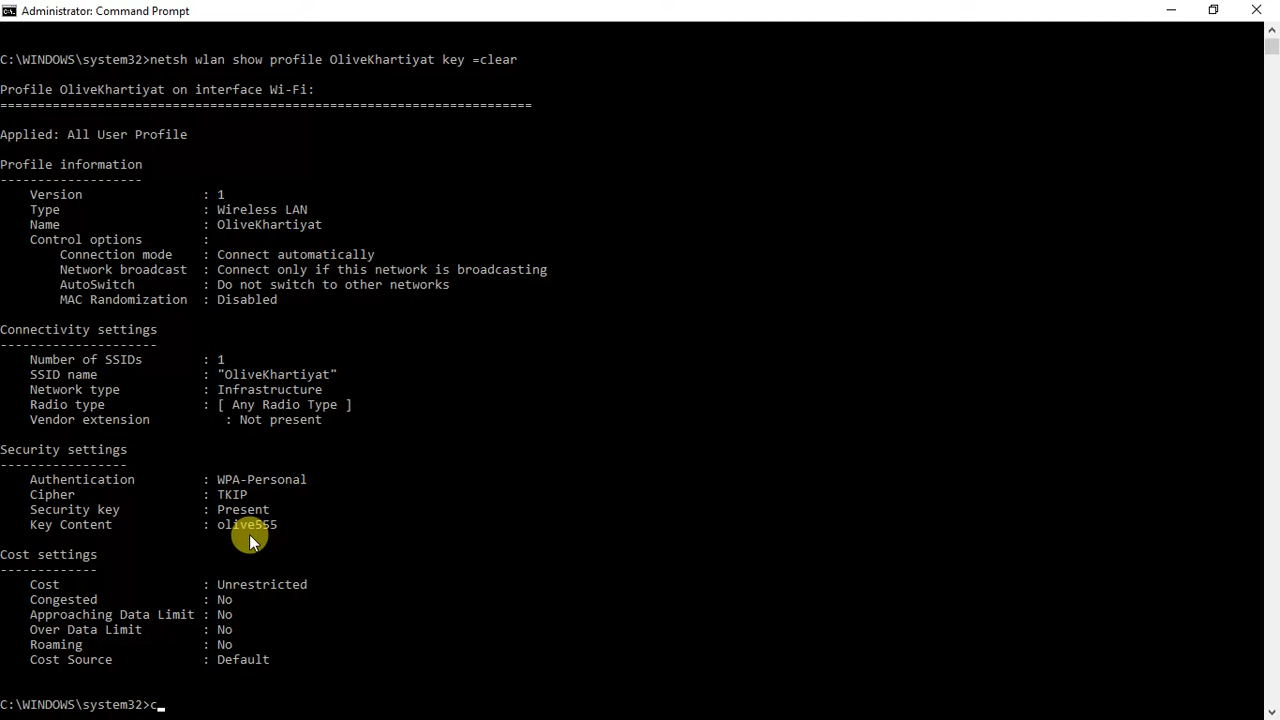 Administrator: Command Prompt
C:\WINDOWS\system32>netsh wlan show profile OliveKhartiyat key =clear
Profile OliveKhartiyat on interface Wi-Fi:
=======================================================================
Applied: All User Profile
Profile information
-------------------
Version : 1
Type : Wireless LAN
Name : OliveKhartiyat
Control options :
Connection mode : Connect automatically
Network broadcast : Connect only if this network is broadcasting
AutoSwitch : Do not switch to other networks
MAC Randomization : Disabled
Connectivity settings
---------------------
Number of SSIDs : 1
SSID name : "OliveKhartiyat"
Network type : Infrastructure
Radio type : [ Any Radio Type ]
Vendor extension : Not present
Security settings
-----------------
Authentication : WPA-Personal
Cipher : TKIP
Security key : Present
Key Content : olive555
Cost settings
-------------
Cost : Unrestricted
Congested : No
Approaching Data Limit : No
Over Data Limit : No
Roaming : No
Cost Source : Default
C:\WINDOWS\system32>c_